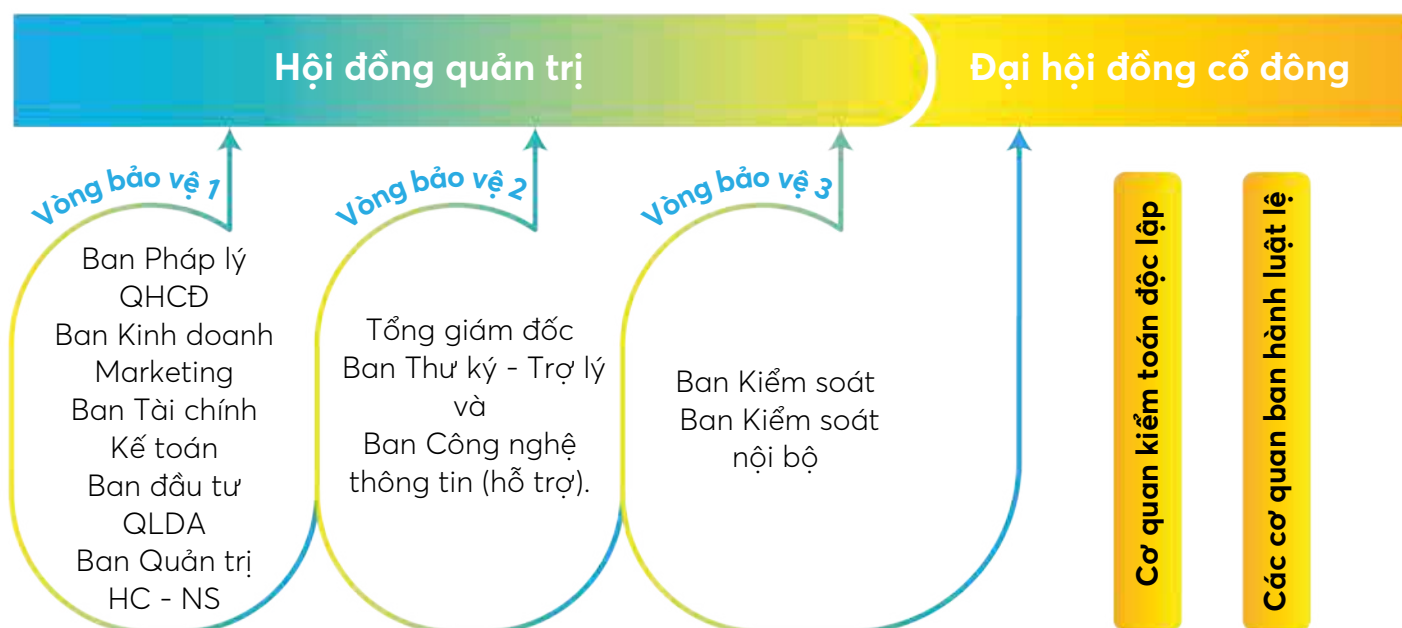 Hội đồng quản trị
Đại hội đồng cổ đông
Vòng bảo vệ 1
Ban Pháp lý
QHCĐ
Ban Kinh doanh
Marketing
Ban Tài chính
Kế toán
Ban đầu tư
QLDA
Ban Quản trị
HC - NS
Vòng bảo vệ 2
Tổng giám đốc
Ban Thư ký - Trợ lý
và
Ban Công nghệ
thông tin (hỗ trợ).
Vòng bảo vệ 3
Ban Kiểm soát
Ban Kiểm soát
nội bộ
Cơ quan kiểm toán độc lập
Các cơ quan ban hành luật lệ